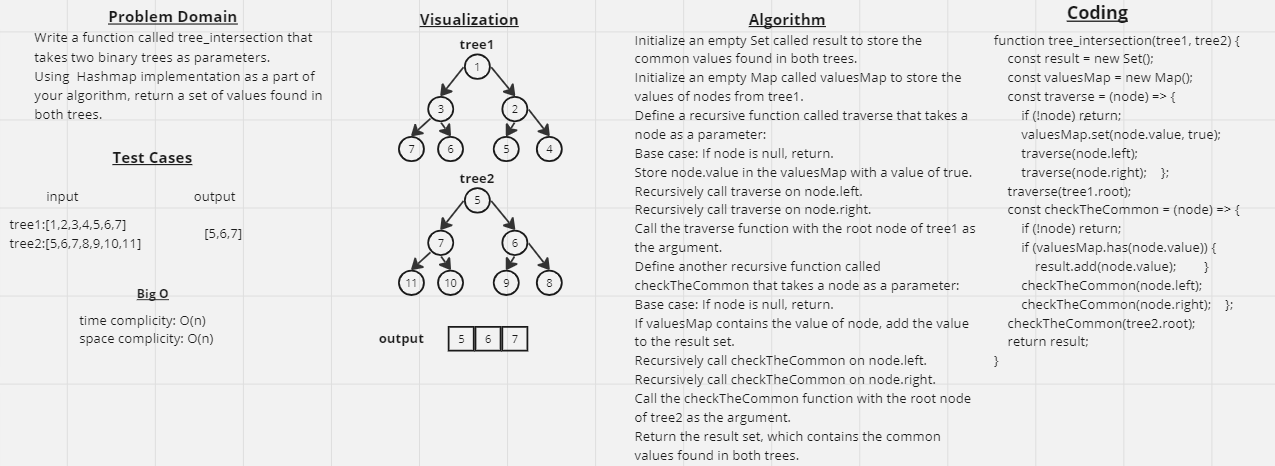 Problem Domain
Write a function called tree_intersection that
takes two binary trees as parameters.
Using  Hashmap implementation as a part of
your algorithm, return a set of values found in
both trees.
Test Cases
input output
tree1:[1,2,3,4,5,6,7]
tree2:[5,6,7,8,9,10,11]
[5,6,7]
Big O
time complicity: O(n)
space complicity: O(n)
Visualization
tree1
1
3 2
7 6 5 4
tree2
5
7 6
11 10 9 8
output 5 6 7
Algorithm
Initialize an empty Set called result to store the
common values found in both trees.
Initialize an empty Map called valuesMap to store the
values of nodes from tree1.
Define a recursive function called traverse that takes a
node as a parameter:
Base case: If node is null, return.
Store node.value in the valuesMap with a value of true.
Recursively call traverse on node.left.
Recursively call traverse on node.right.
Call the traverse function with the root node of tree1 as
the argument.
Define another recursive function called
checkTheCommon that takes a node as a parameter:
Base case: If node is null, return.
If valuesMap contains the value of node, add the value
to the result set.
Recursively call checkTheCommon on node.left.
Recursively call checkTheCommon on node.right.
Call the checkTheCommon function with the root node
of tree2 as the argument.
Return the result set, which contains the common
values found in both trees.
Coding
function tree_intersection(tree1, tree2) {
const result = new Set();
const valuesMap = new Map();
const traverse = (node) => {
if (!node) return;
valuesMap.set(node.value, true);
traverse(node.left);
traverse(node.right);    };
traverse(tree1.root);
const checkTheCommon = (node) => {
if (!node) return;
if (valuesMap.has(node.value)) {
result.add(node.value);        }
checkTheCommon(node.left);
checkTheCommon(node.right);    };
checkTheCommon(tree2.root);
return result;
}